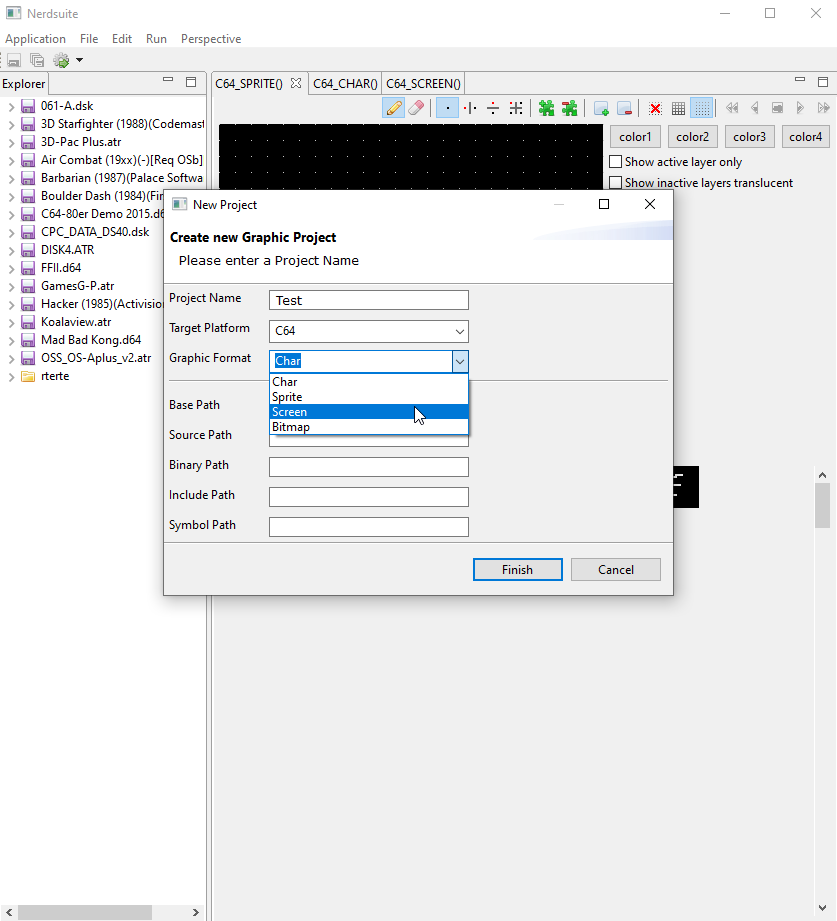 Nerdsuite
Application File Edit Run Perspective
Explorer
C64_SPRITE() C64_CHAR() C64_SCREEN()
061-A.dsk
3D Starfighter (1988)(Codemast
3D-Pac Plus.atr
Air Combat (19xx)(-)[Req OSb]
Barbarian (1987)(Palace Softwa
Boulder Dash (1984)(Fir
C64-80er Demo 2015.d6
CPC_DATA_DS40.dsk
DISK4.ATR
FFII.d64
GamesG-P.atr
Hacker (1985)(Activision
Koalaview.atr
Mad Bad Kong.d64
OSS_OS-Aplus_v2.atr
rterte
color1 color2 color3 color4
Show active layer only
Show inactive layers translucent
New Project
Create new Graphic Project
Please enter a Project Name
Project Name Test
Target Platform C64
Graphic Format Char
Char
Sprite
Screen
Bitmap
Base Path
Source Path
Binary Path
Include Path
Symbol Path
Finish Cancel